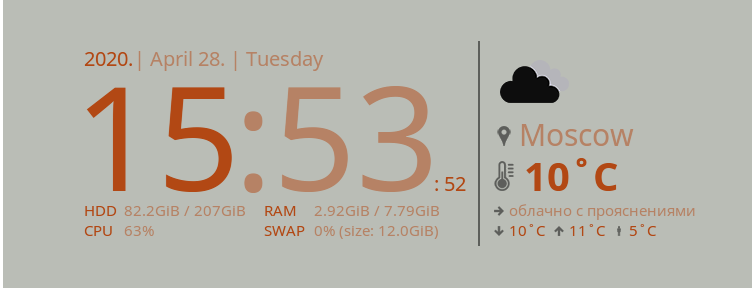 2020.| April 28. | Tuesday
15:53: 52
HDD 82.2GiB / 207GiB RAM 2.92GiB / 7.79GiB
CPU 63% SWAP 0% (size: 12.0GiB)
Moscow
10˚C
облачно с прояснениями
10˚C 11˚C 5˚C